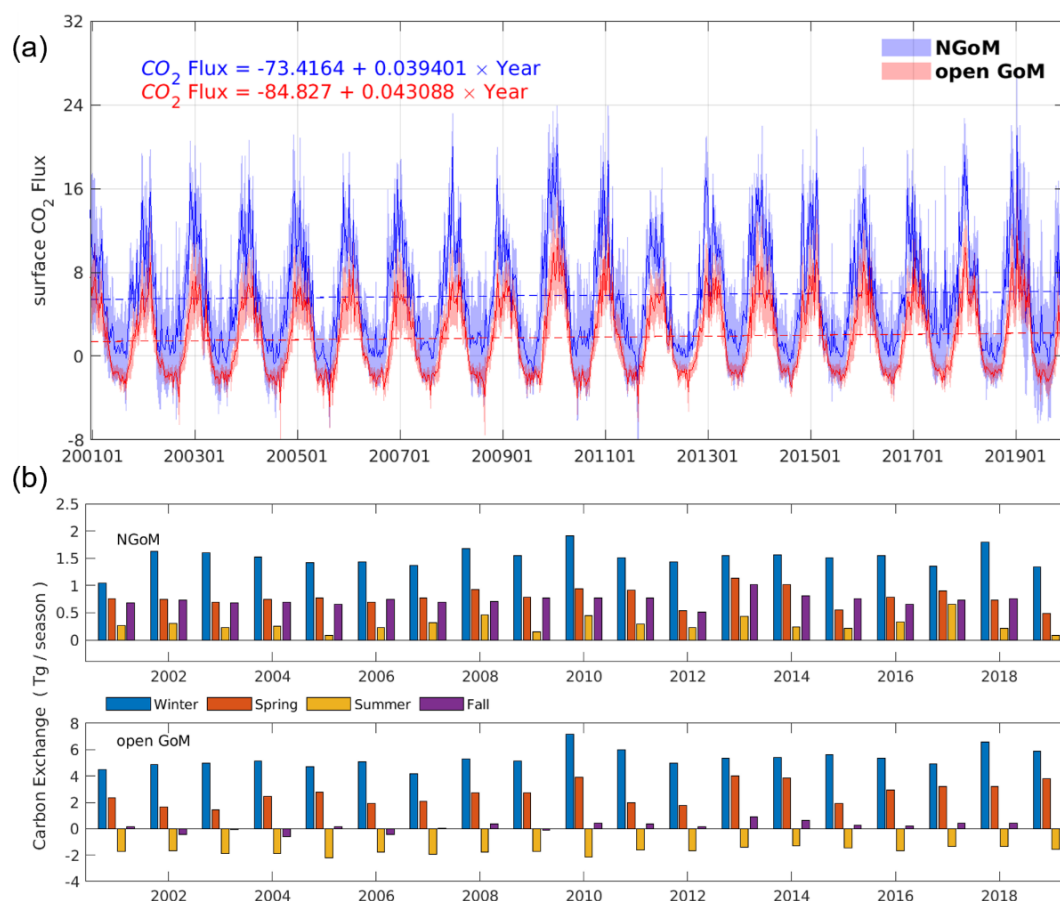 (a)
32
24
16
8
0
-8
surface CO2 Flux
CO2 Flux = -73.4164 + 0.039401 × Year
CO2 Flux = -84.827 + 0.043088 × Year
NGoM
open GoM
200101 200301 200501 200701 200901 201101 201301 201501 201701 201901
(b)
Carbon Exchange ( Tg / season )
2.5
2
1.5
1
0.5
0
NGoM
2002 2004 2006 2008 2010 2012 2014 2016 2018
Winter Spring Summer Fall
8
6
4
2
0
-2
-4
open GoM
2002 2004 2006 2008 2010 2012 2014 2016 2018